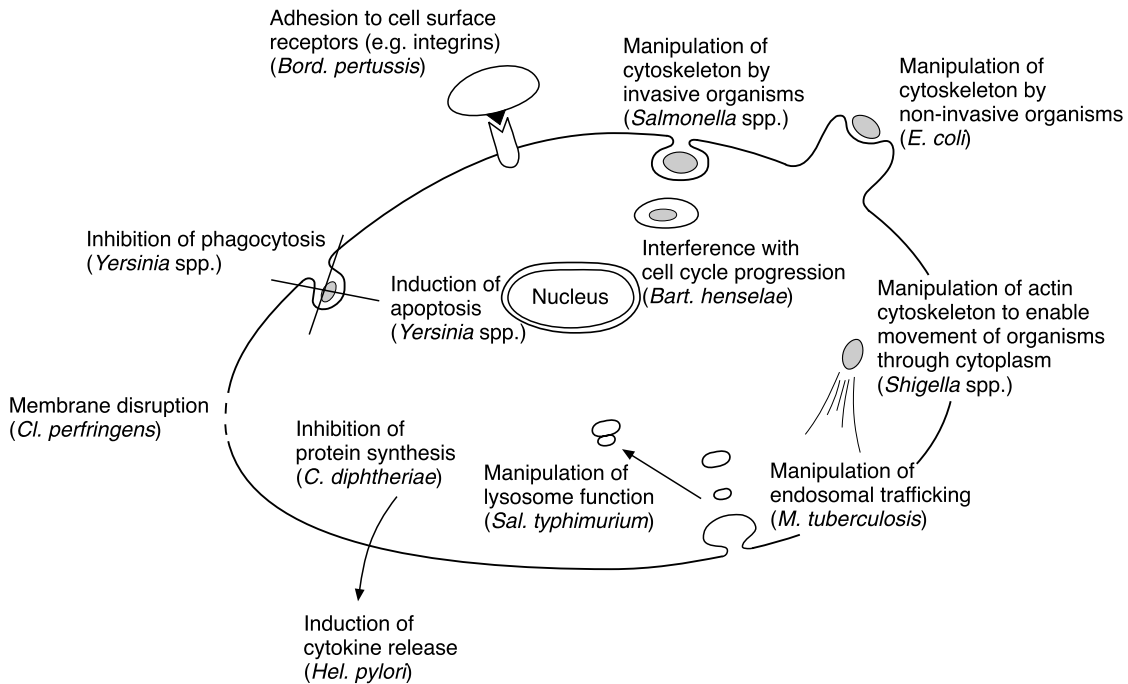 Adhesion to cell surface
receptors (e.g. integrins)
(Bord. pertussis)
Manipulation of
cytoskeleton by
invasive organisms
(Salmonella spp.)
Manipulation of
cytoskeleton by
non-invasive organisms
(E. coli)
Inhibition of phagocytosis
(Yersinia spp.)
Induction of
apoptosis
(Yersinia spp.)
Nucleus
Interference with
cell cycle progression
(Bart. henselae)
Manipulation of actin
cytoskeleton to enable
movement of organisms
through cytoplasm
(Shigella spp.)
Membrane disruption
(Cl. perfringens)
Inhibition of
protein synthesis
(C. diphtheriae)
Manipulation of
lysosome function
(Sal. typhimurium)
Manipulation of
endosomal trafficking
(M. tuberculosis)
Induction of
cytokine release
(Hel. pylori)